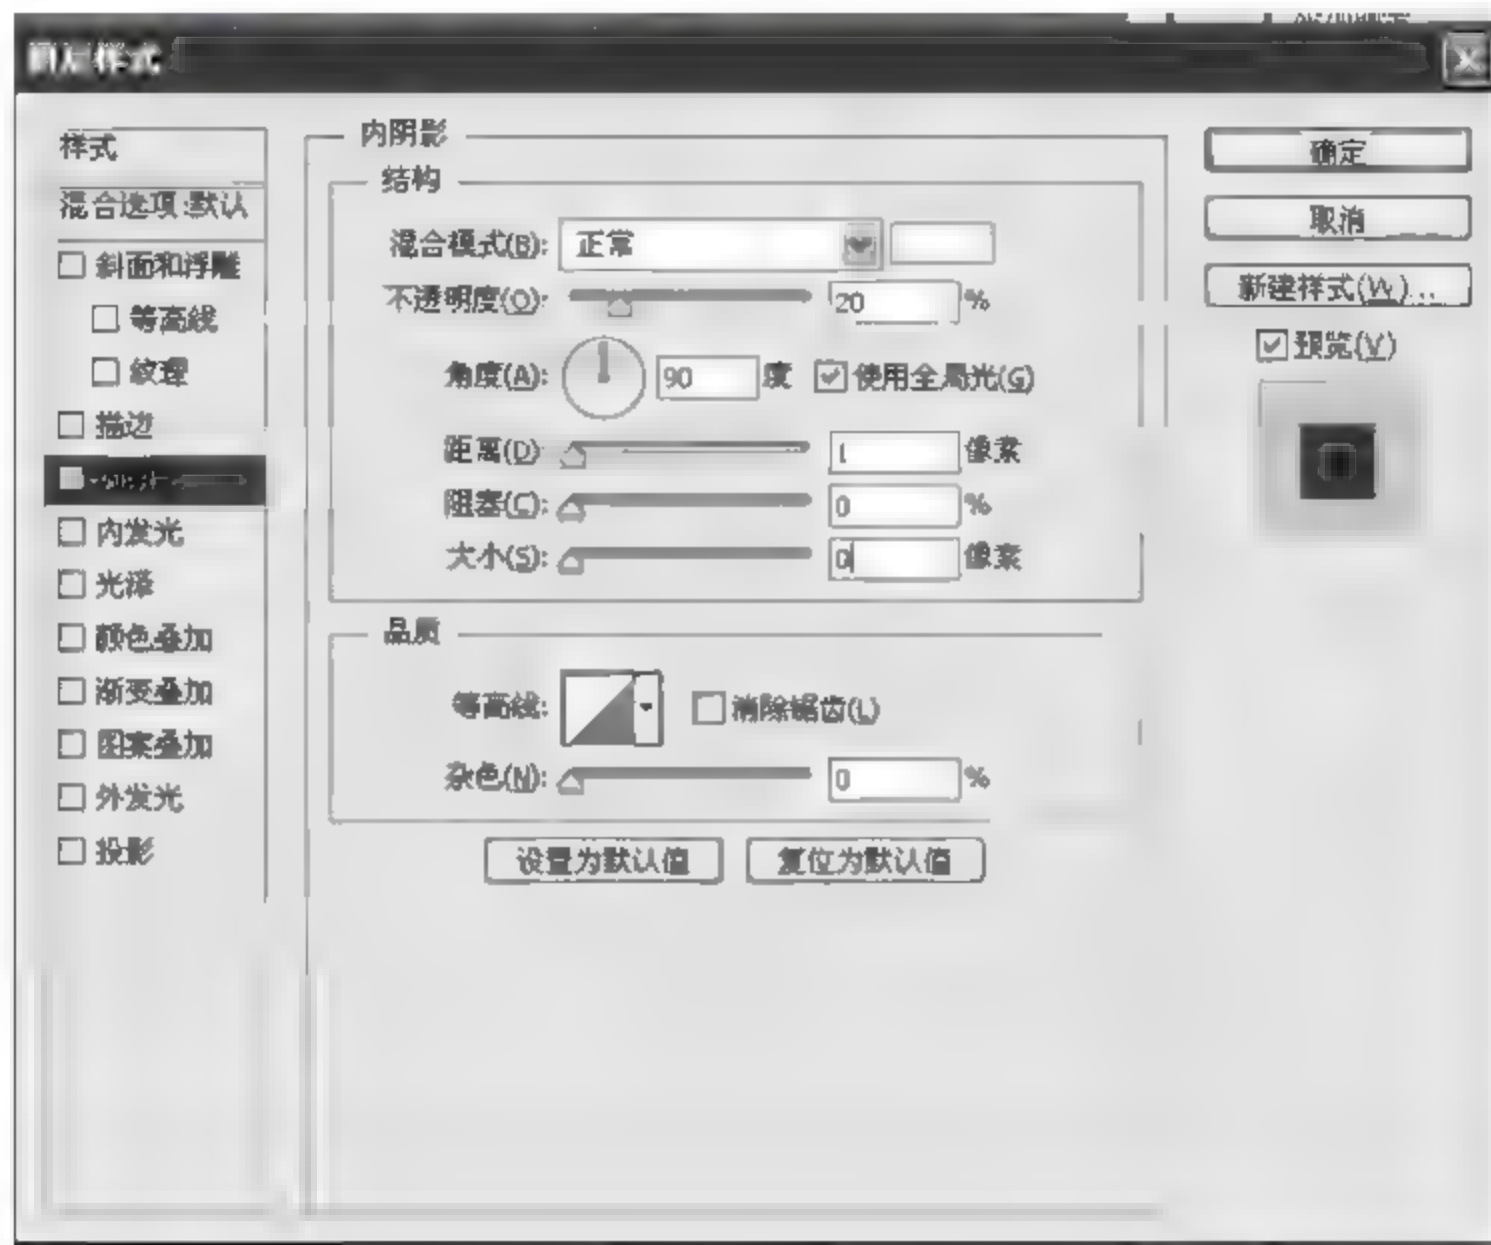 图层样式
样式
混合选项:默认
斜面和浮雕
等高线
纹理
描边
内发光
光泽
颜色叠加
渐变叠加
图案叠加
外发光
投影
内阴影
结构
混合模式(B): 正常
不透明度(O): 20 %
角度(A): 90 度 使用全局光(G)
距离(D): 1 像素
阻塞(C): 0 %
大小(S): 0 像素
品质
等高线: 消除锯齿(L)
杂色(N): 0 %
设置为默认值 复位为默认值
确定
取消
新建样式(W)...
预览(V)